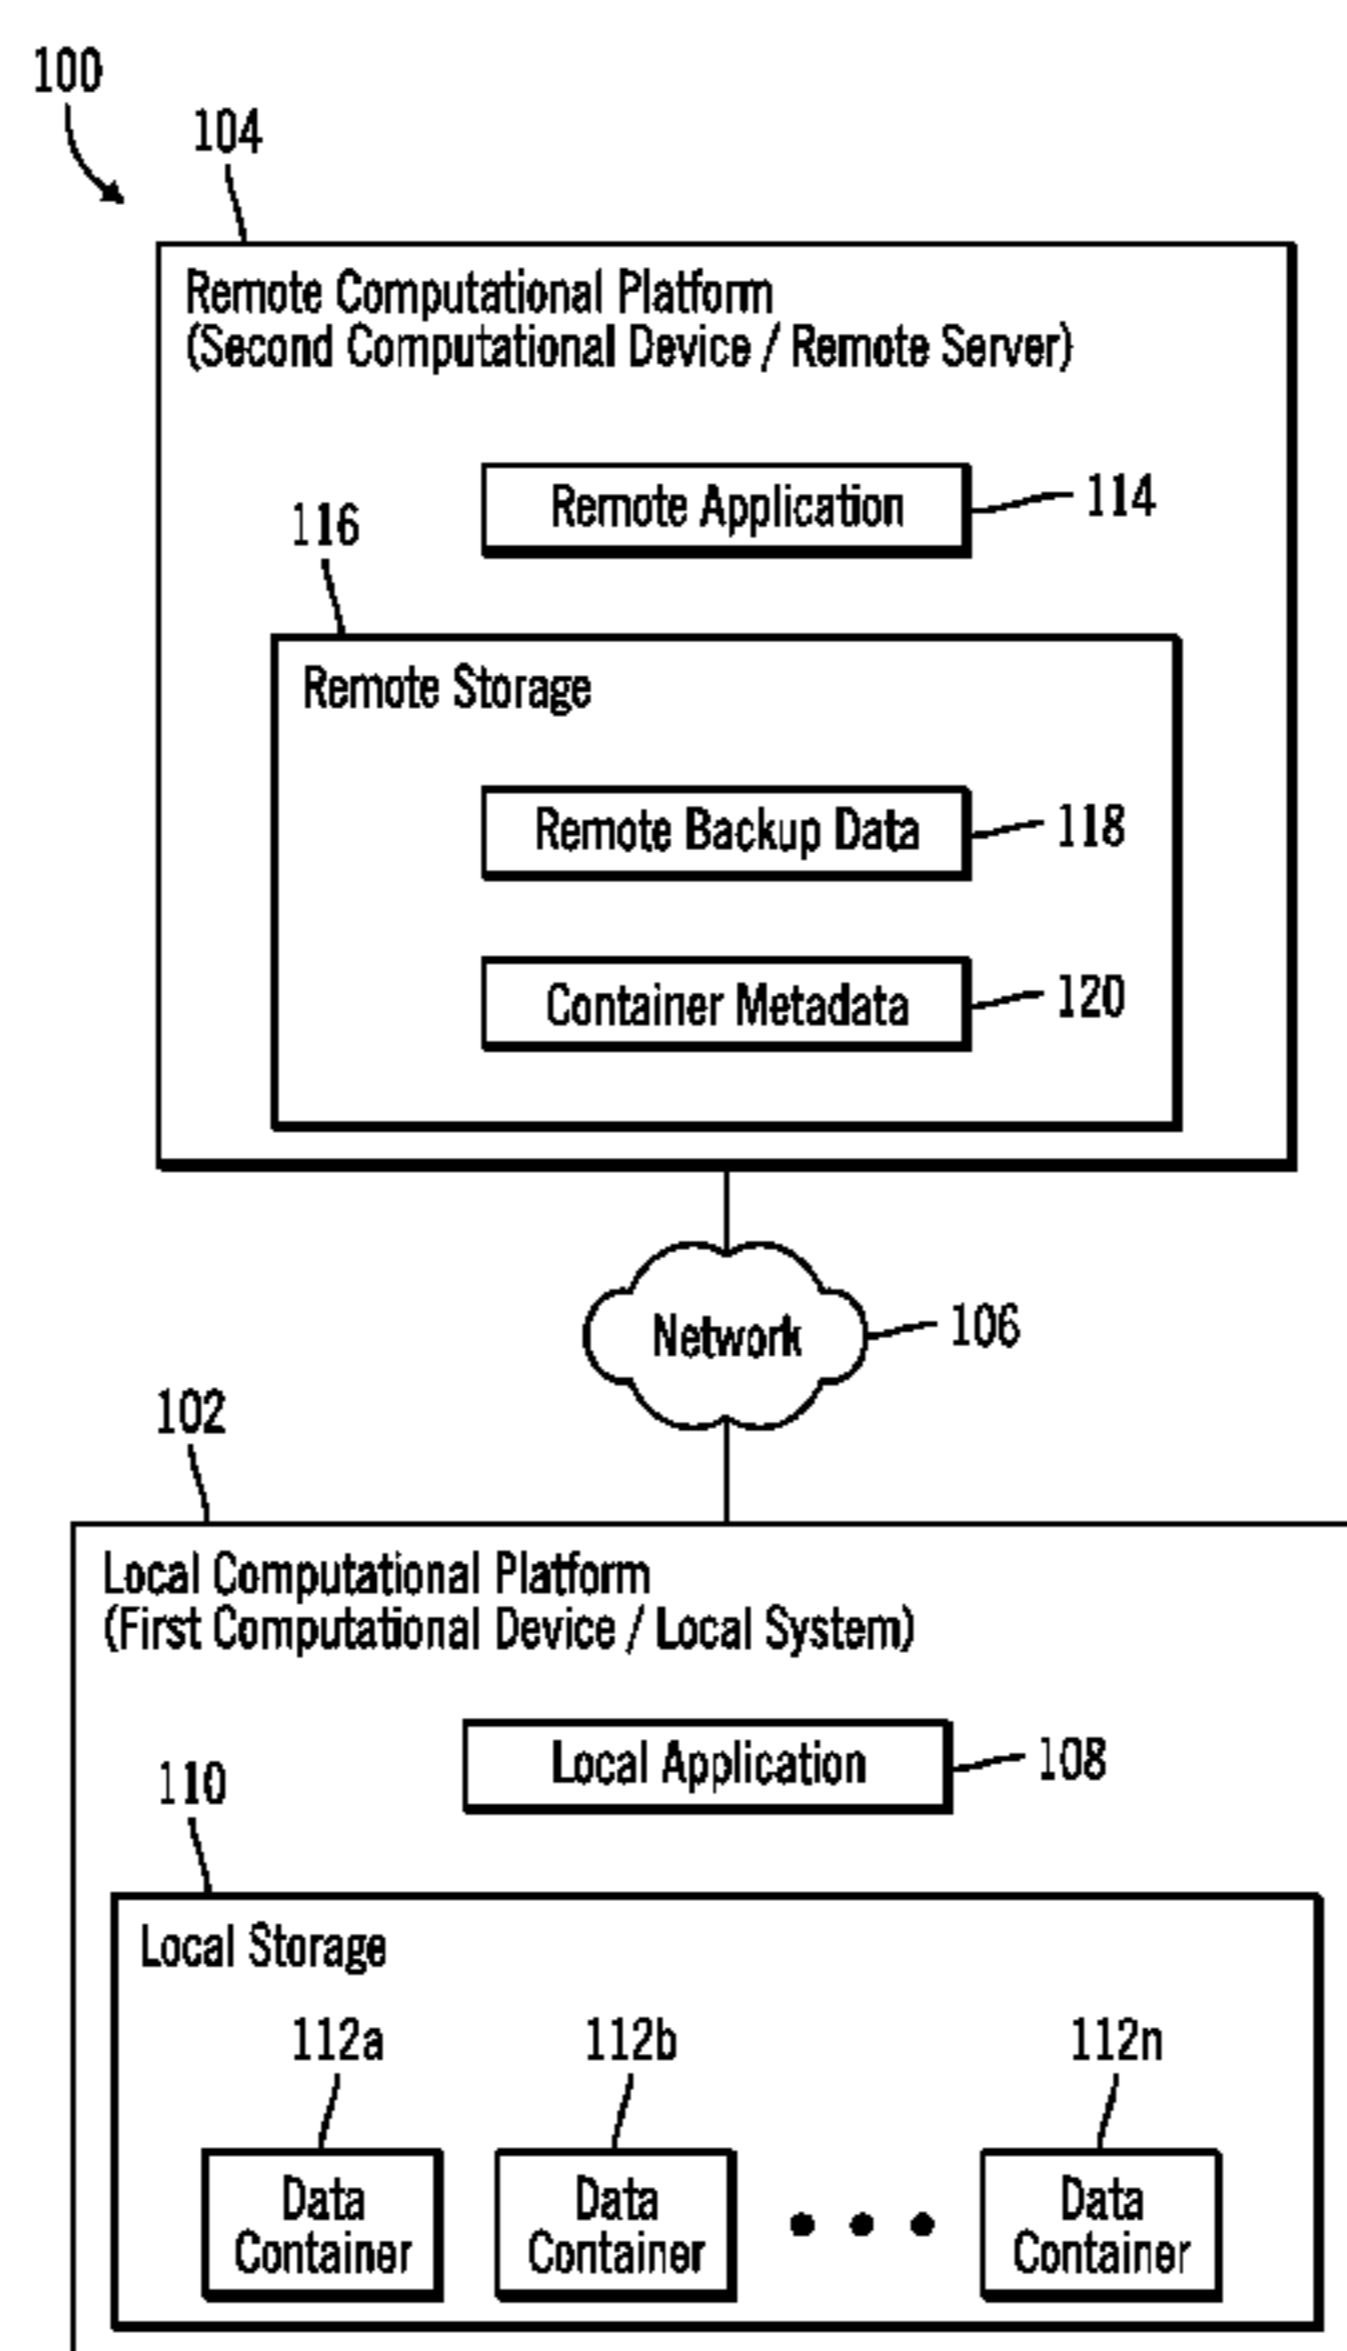 100
104
Remote Computational Platform
(Second Computational Device / Remote Server)
Remote Application
114
116
Remote Storage
Remote Backup Data
118
Container Metadata
120
Network
106
102
Local Computational Platform
(First Computational Device / Local System)
Local Application
108
110
Local Storage
112a
112b
112n
Data
Container
Data
Container
Data
Container